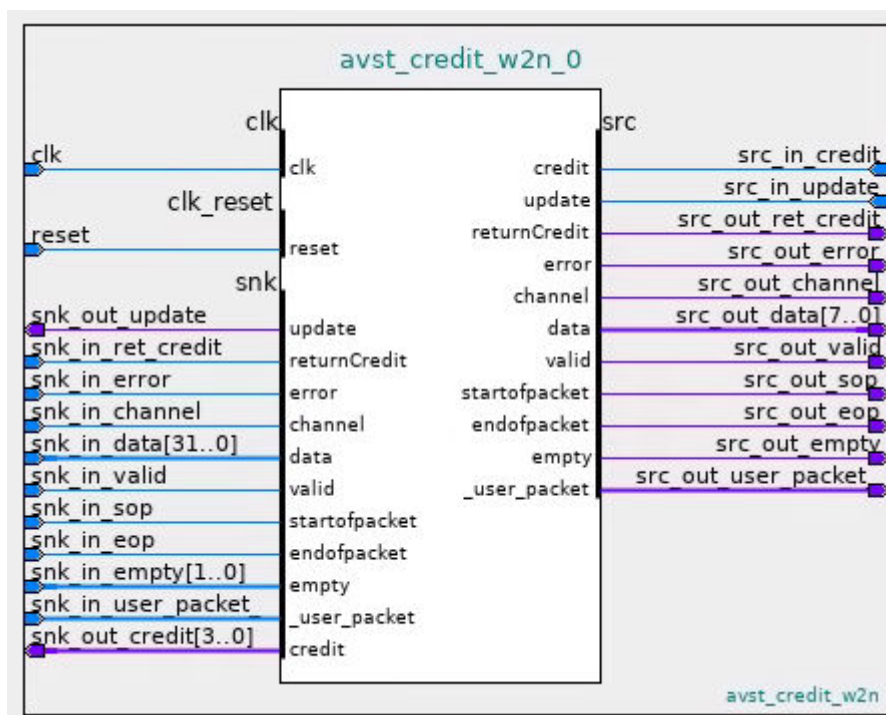 avst_credit_w2n_0
clk
src
clk
clk
credit
src_in_credit
update
src_in_update
clk_reset
returnCredit
src_out_ret_credit
reset
reset
error
src_out_error
snk
channel
src_out_channel
snk_out_update
update
data
src_out_data[7..0]
snk_in_ret_credit
returnCredit
valid
src_out_valid
snk_in_error
error
startofpacket
src_out_sop
snk_in_channel
channel
endofpacket
src_out_eop
snk_in_data[31..0]
data
empty
src_out_empty
snk_in_valid
valid
_user_packet
src_out_user_packet_
snk_in_sop
startofpacket
snk_in_eop
endofpacket
snk_in_empty[1..0]
empty
snk_in_user_packet_
_user_packet
snk_out_credit[3..0]
credit
avst_credit_w2n